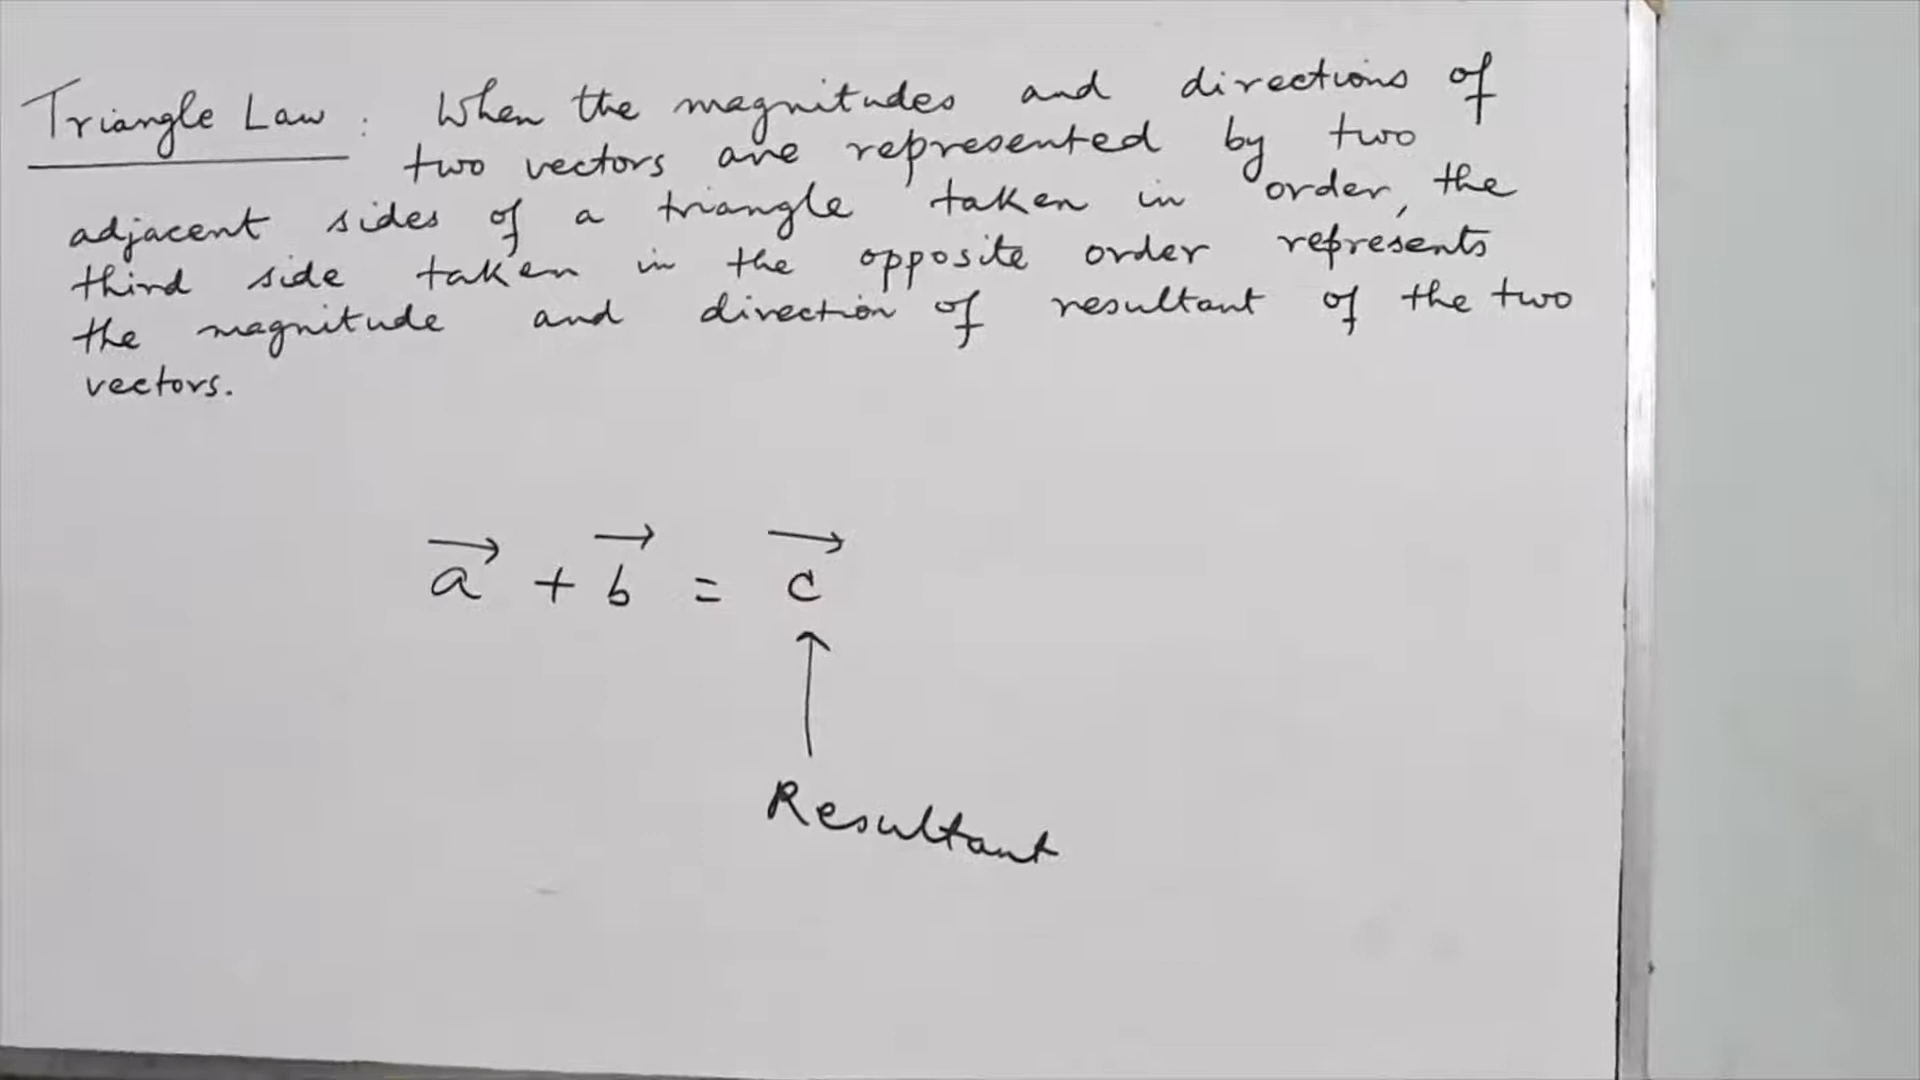 Triangle Law : When the magnitudes and directions of
two vectors are represented by two
adjacent sides of a triangle taken in order, the
third side taken in the opposite order represents
the magnitude and direction of resultant of the two
vectors.
a⃗ + b⃗ = c⃗
↑
Resultant